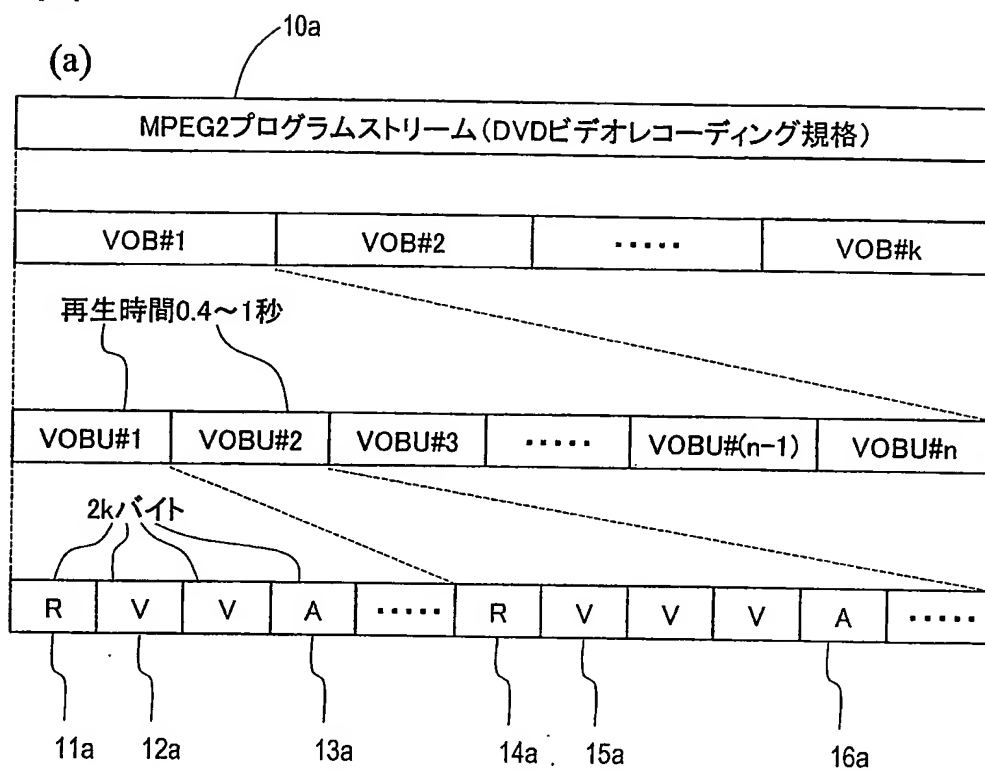 10a
(a)
MPEG2プログラムストリーム(DVDビデオレコーディング規格)
VOB#1 VOB#2 ・・・・・ VOB#k
再生時間0.4～1秒
VOBU#1 VOBU#2 VOBU#3 ・・・・・ VOBU#(n-1) VOBU#n
2kバイト
R V V A ・・・・・ R V V V A ・・・・・
11a 12a 13a 14a 15a 16a